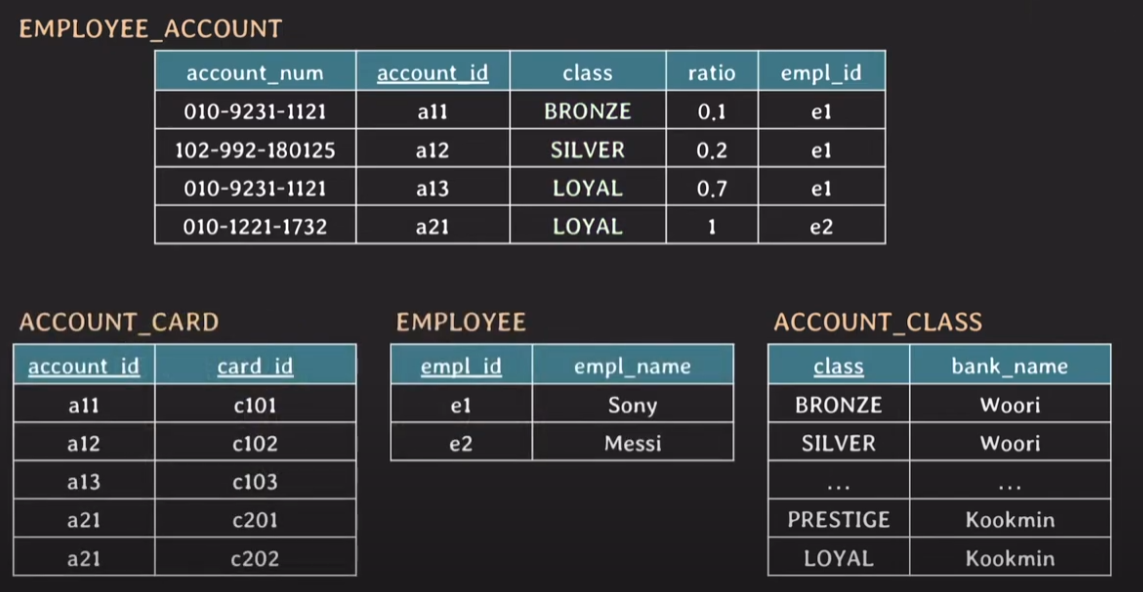 EMPLOYEE_ACCOUNT
account_num account_id class ratio empl_id
010-9231-1121 a11 BRONZE 0.1 e1
102-992-180125 a12 SILVER 0.2 e1
010-9231-1121 a13 LOYAL 0.7 e1
010-1221-1732 a21 LOYAL 1 e2
ACCOUNT_CARD
account_id card_id
a11 c101
a12 c102
a13 c103
a21 c201
a21 c202
EMPLOYEE
empl_id empl_name
e1 Sony
e2 Messi
ACCOUNT_CLASS
class bank_name
BRONZE Woori
SILVER Woori
... ...
PRESTIGE Kookmin
LOYAL Kookmin